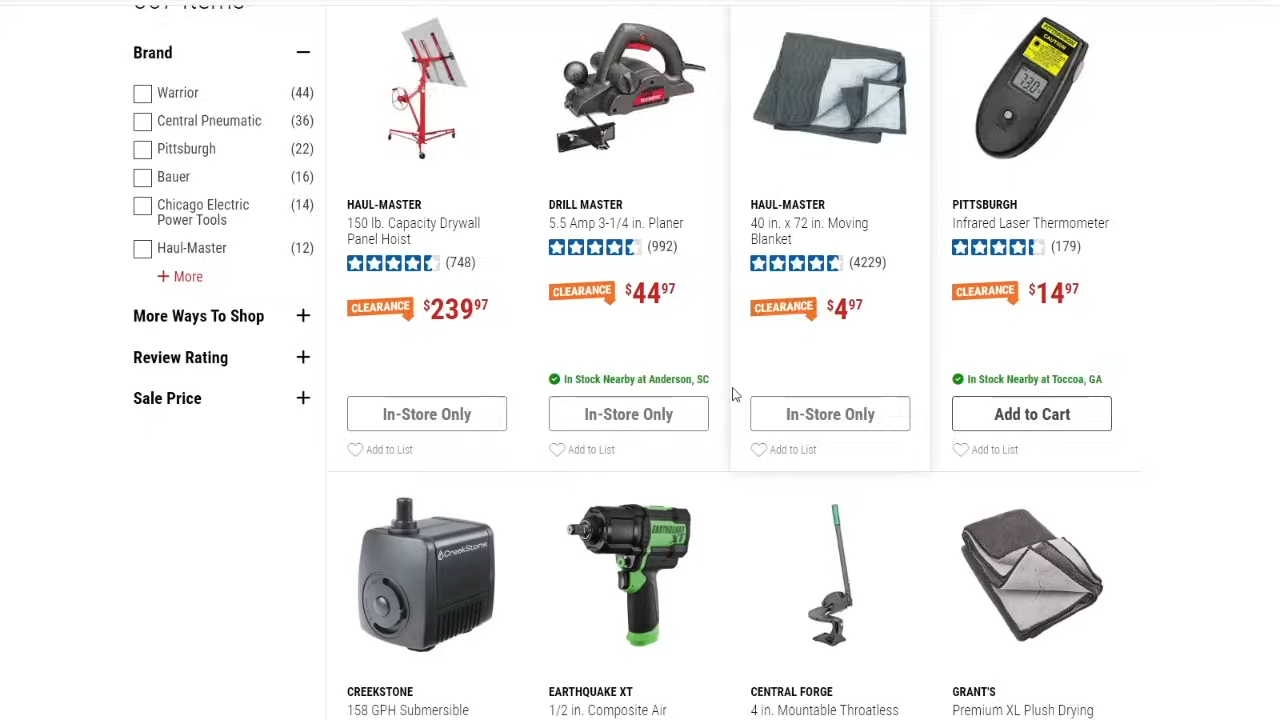 Brand
Warrior (44)
Central Pneumatic (36)
Pittsburgh (22)
Bauer (16)
Chicago Electric (14)
Power Tools
Haul-Master (12)
+ More
More Ways To Shop
Review Rating
Sale Price
HAUL-MASTER
150 lb. Capacity Drywall
Panel Hoist
(748)
CLEARANCE $239 97
In-Store Only
Add to List
DRILL MASTER
5.5 Amp 3-1/4 in. Planer
(992)
CLEARANCE $44 97
In Stock Nearby at Anderson, SC
In-Store Only
Add to List
HAUL-MASTER
40 in. x 72 in. Moving
Blanket
(4229)
CLEARANCE $4 97
In-Store Only
Add to List
PITTSBURGH
CAUTION
730
PITTSBURGH
Infrared Laser Thermometer
(179)
CLEARANCE $14 97
In Stock Nearby at Toccoa, GA
Add to Cart
Add to List
CreekStone
CREEKSTONE
158 GPH Submersible
EARTHQUAKE
XT
EARTHQUAKE XT
1/2 in. Composite Air
CENTRAL FORGE
4 in. Mountable Throatless
GRANT'S
Premium XL Plush Drying